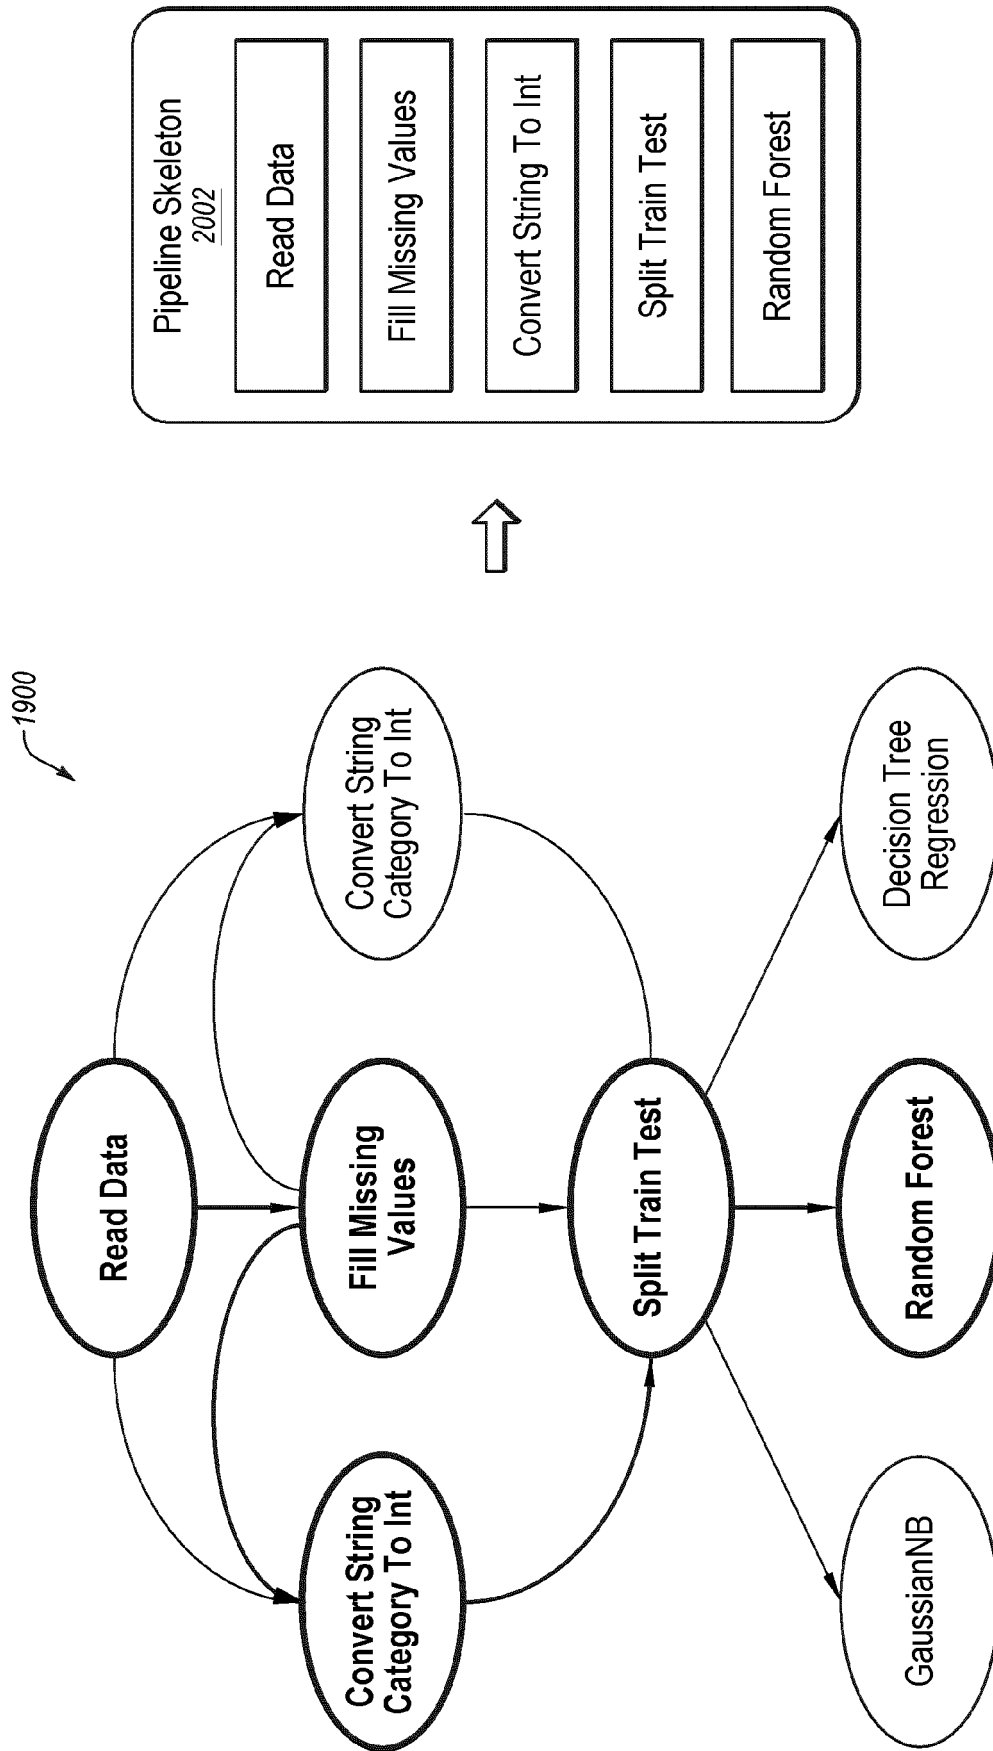 1900
Read Data
Convert String
Category To Int
Fill Missing
Values
Convert String
Category To Int
Split Train Test
GaussianNB
Random Forest
Decision Tree
Regression
Pipeline Skeleton
2002
Read Data
Fill Missing Values
Convert String To Int
Split Train Test
Random Forest